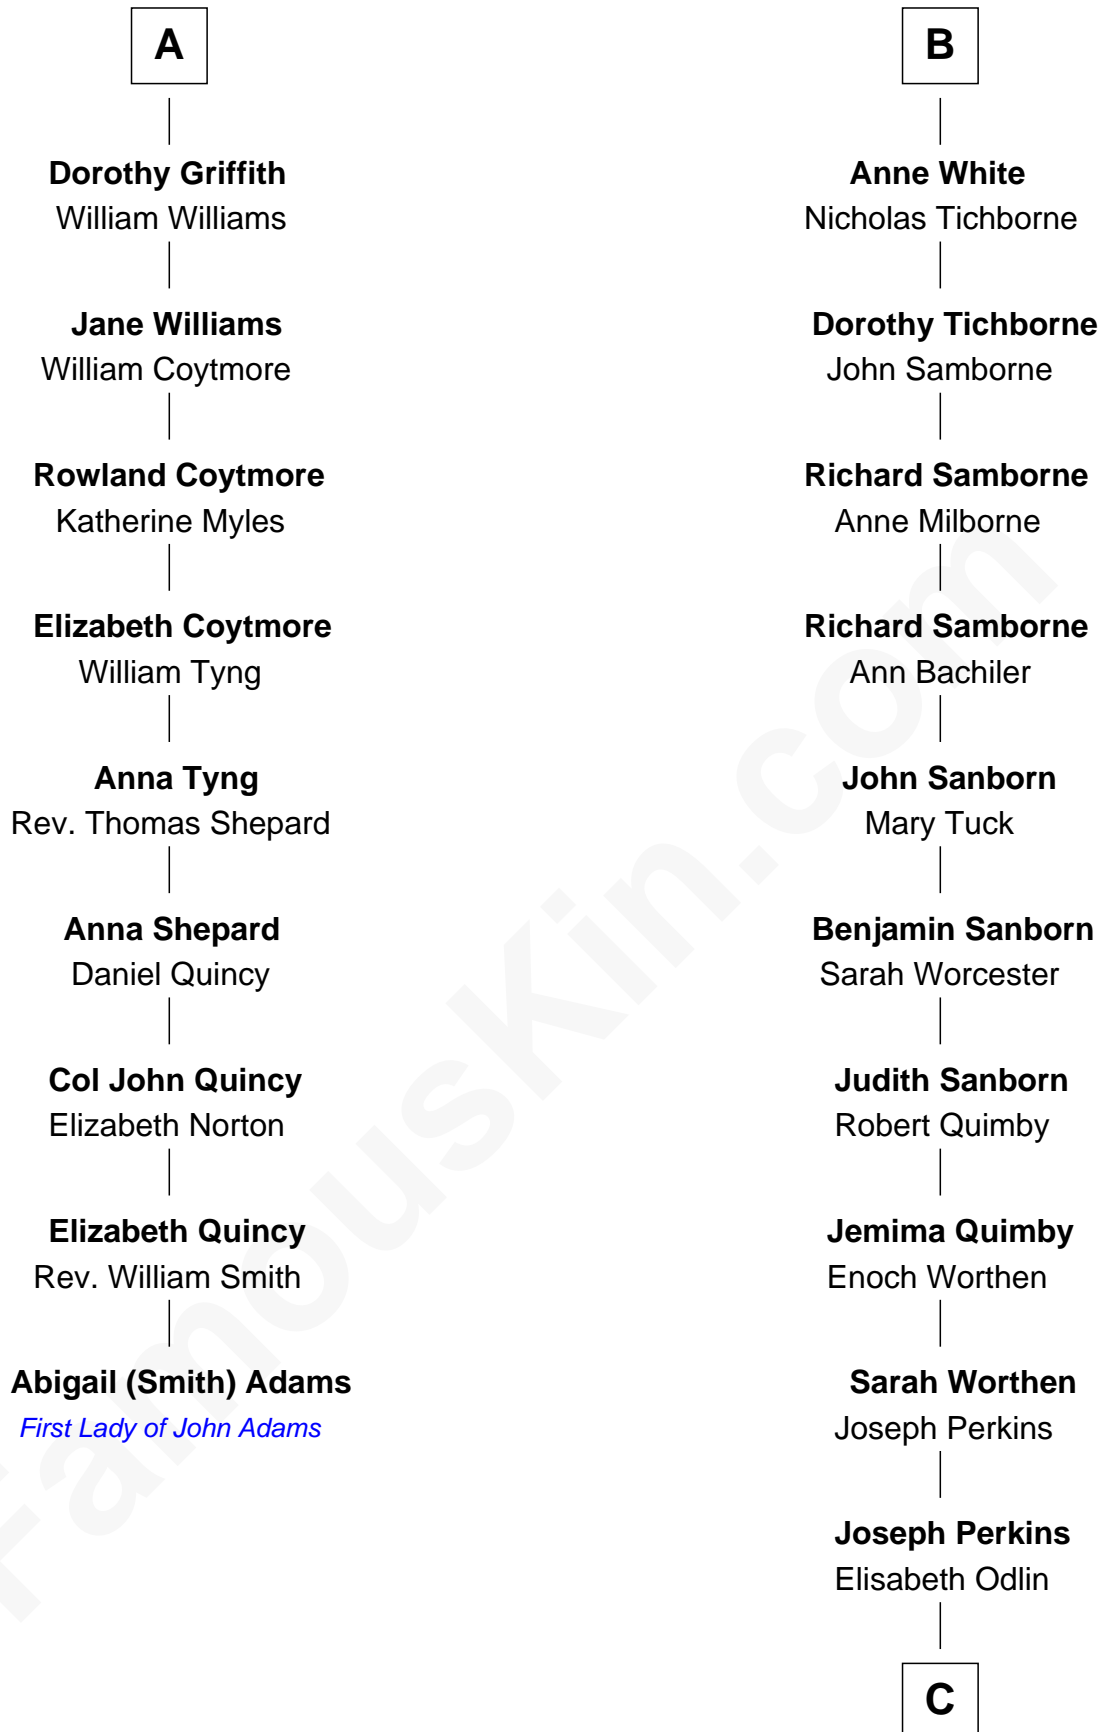 A
Dorothy Griffith
William Williams
Jane Williams
William Coytmore
Rowland Coytmore
Katherine Myles
Elizabeth Coytmore
William Tyng
Anna Tyng
Rev. Thomas Shepard
Anna Shepard
Daniel Quincy
Col John Quincy
Elizabeth Norton
Elizabeth Quincy
Rev. William Smith
Abigail (Smith) Adams
First Lady of John Adams
B
Anne White
Nicholas Tichborne
Dorothy Tichborne
John Samborne
Richard Samborne
Anne Milborne
Richard Samborne
Ann Bachiler
John Sanborn
Mary Tuck
Benjamin Sanborn
Sarah Worcester
Judith Sanborn
Robert Quimby
Jemima Quimby
Enoch Worthen
Sarah Worthen
Joseph Perkins
Joseph Perkins
Elisabeth Odlin
C
FamousKin.com